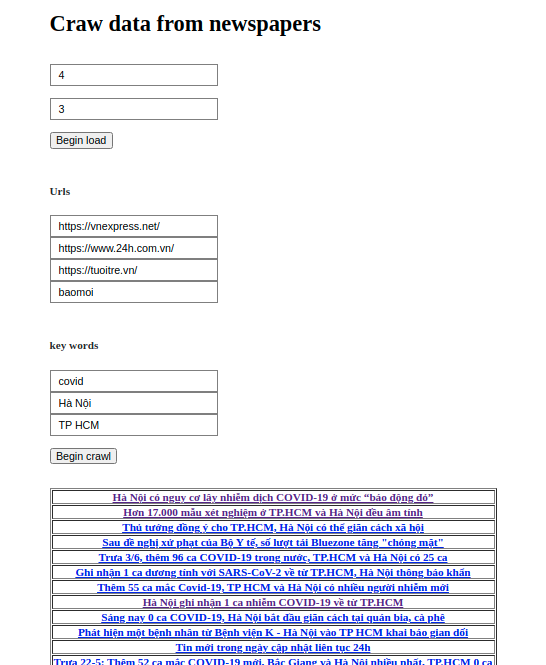 Craw data from newspapers
4
3
Begin load
Urls
https://vnexpress.net/
https://www.24h.com.vn/
https://tuoitre.vn/
baomoi
key words
covid
Hà Nội
TP HCM
Begin crawl
Hà Nội có nguy cơ lây nhiễm dịch COVID-19 ở mức “báo động đỏ”
Hơn 17.000 mẫu xét nghiệm ở TP.HCM và Hà Nội đều âm tính
Thủ tướng đồng ý cho TP.HCM, Hà Nội có thể giãn cách xã hội
Sau đề nghị xử phạt của Bộ Y tế, số lượt tải Bluezone tăng "chóng mặt"
Trưa 3/6, thêm 96 ca COVID-19 trong nước, TP.HCM và Hà Nội có 25 ca
Ghi nhận 1 ca dương tính với SARS-CoV-2 về từ TP.HCM, Hà Nội thông báo khẩn
Thêm 55 ca mắc Covid-19, TP HCM và Hà Nội có nhiều người nhiễm mới
Hà Nội ghi nhận 1 ca nhiễm COVID-19 về từ TP.HCM
Sáng nay 0 ca COVID-19, Hà Nội bắt đầu giãn cách tại quán bia, cà phê
Phát hiện một bệnh nhân từ Bệnh viện K - Hà Nội vào TP HCM khai báo gian dối
Tin mới trong ngày cập nhật liên tục 24h
Trưa 22-5: Thêm 52 ca mắc COVID-19 mới, Bắc Giang và Hà Nội nhiều nhất, TP.HCM 0 ca